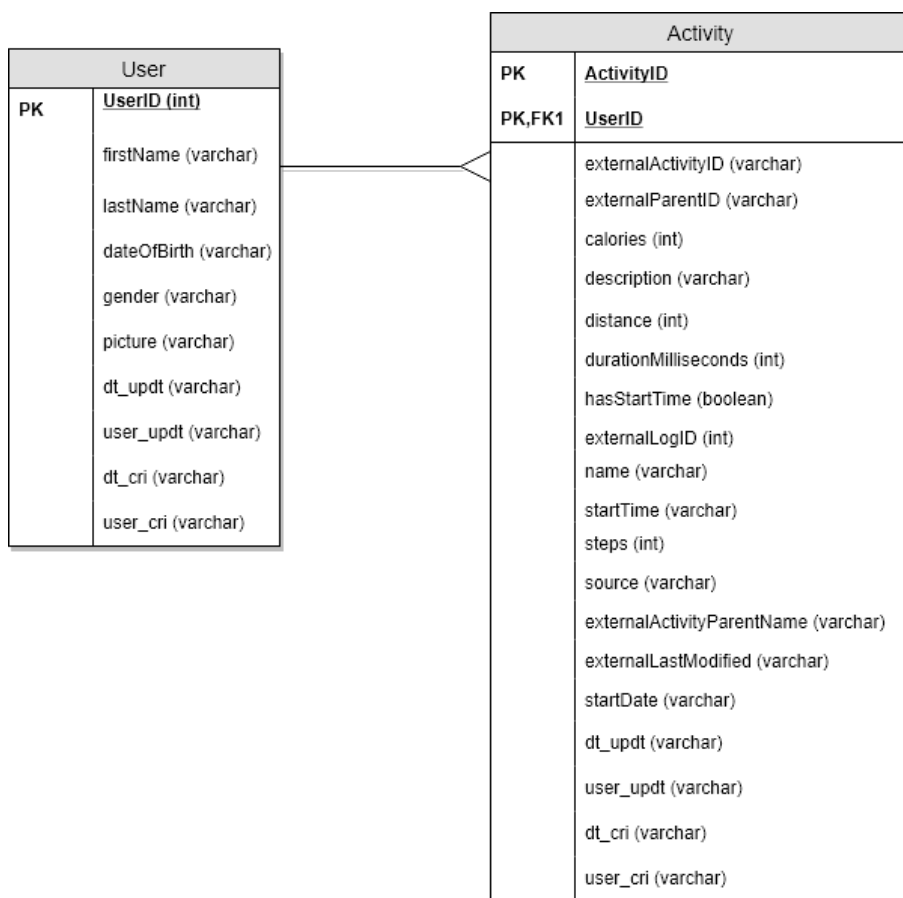 User
PK
UserID (int)
firstName (varchar)
lastName (varchar)
dateOfBirth (varchar)
gender (varchar)
picture (varchar)
dt_updt (varchar)
user_updt (varchar)
dt_cri (varchar)
user_cri (varchar)
Activity
PK
ActivityID
PK,FK1
UserID
externalActivityID (varchar)
externalParentID (varchar)
calories (int)
description (varchar)
distance (int)
durationMilliseconds (int)
hasStartTime (boolean)
externalLogID (int)
name (varchar)
startTime (varchar)
steps (int)
source (varchar)
externalActivityParentName (varchar)
externalLastModified (varchar)
startDate (varchar)
dt_updt (varchar)
user_updt (varchar)
dt_cri (varchar)
user_cri (varchar)